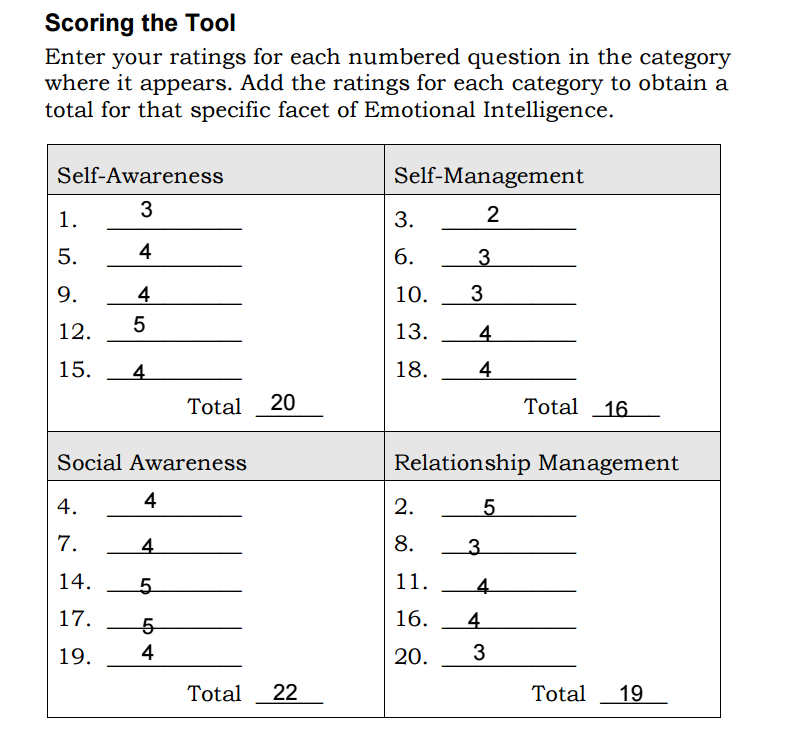 Scoring the Tool
Enter your ratings for each numbered question in the category
where it appears. Add the ratings for each category to obtain a
total for that specific facet of Emotional Intelligence.
Self-Awareness
1. 3
5. 4
9. 4
12. 5
15. 4
Total 20
Self-Management
3. 2
6. 3
10. 3
13. 4
18. 4
Total 16
Social Awareness
4. 4
7. 4
14. 5
17. 5
19. 4
Total 22
Relationship Management
2. 5
8. 3
11. 4
16. 4
20. 3
Total 19